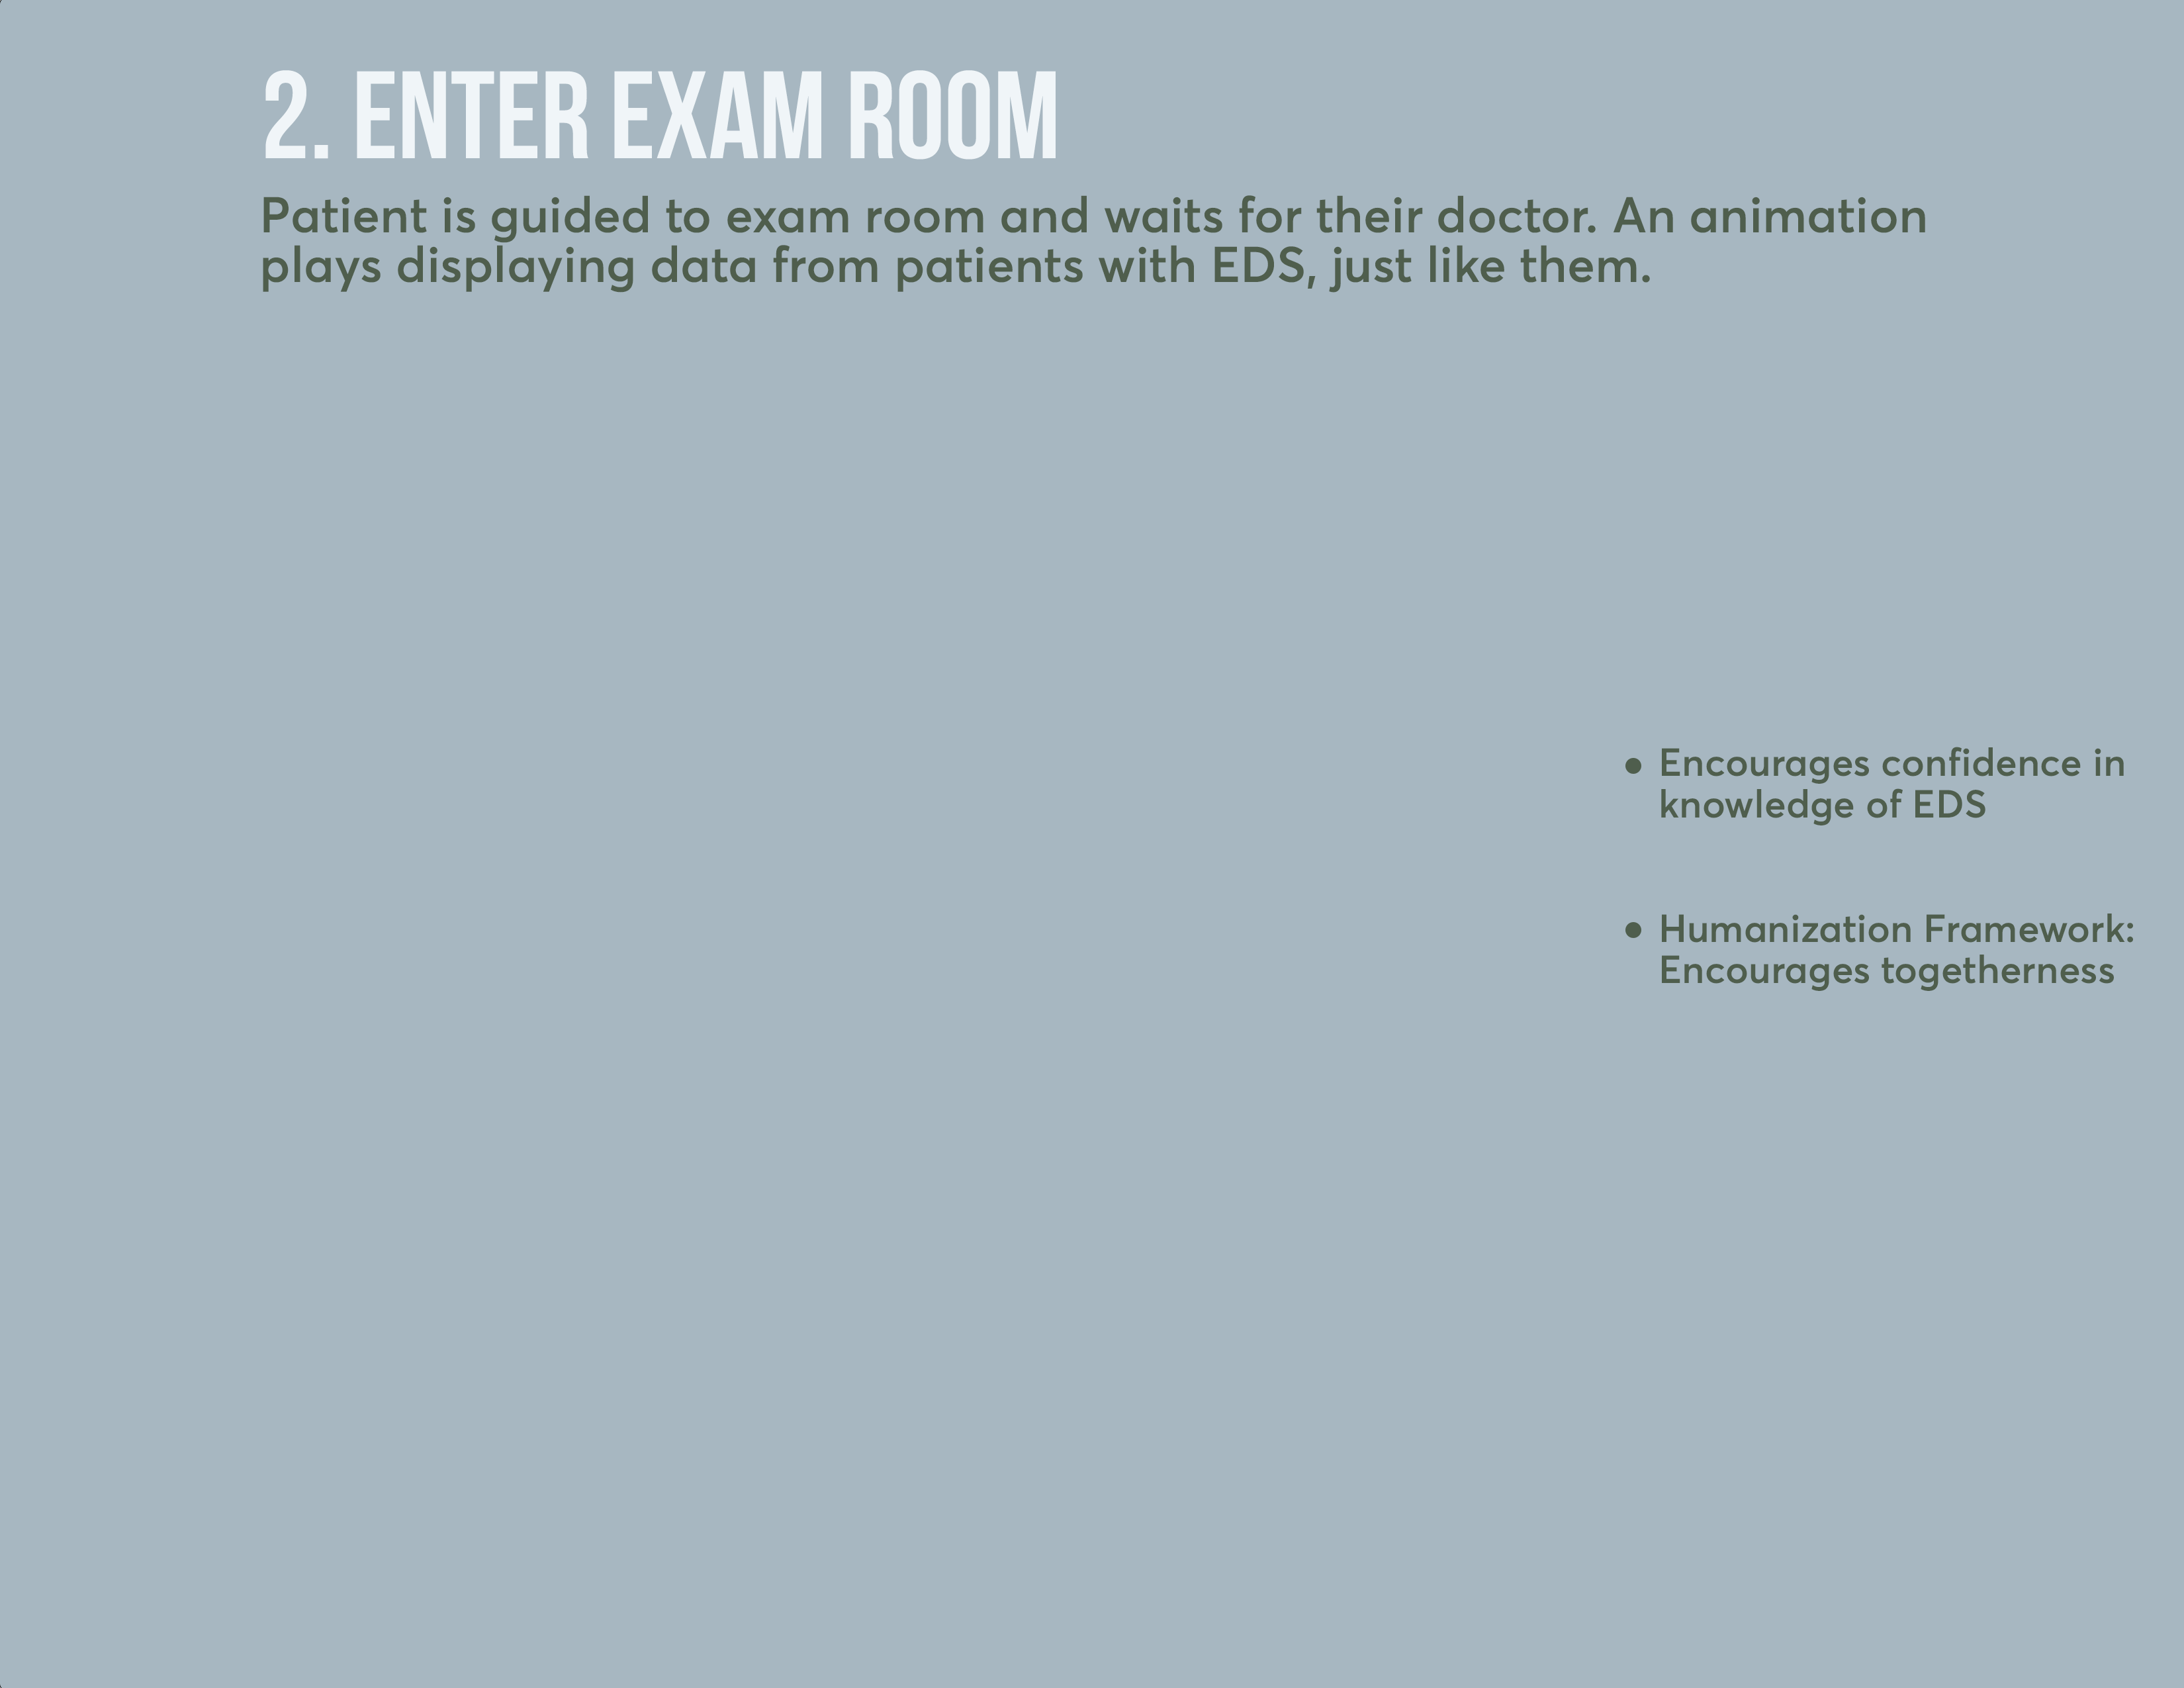 2. ENTER EXAM ROOM
Patient is guided to exam room and waits for their doctor. An animation
plays displaying data from patients with EDS, just like them.
• Encourages confidence in
knowledge of EDS
• Humanization Framework:
Encourages togetherness